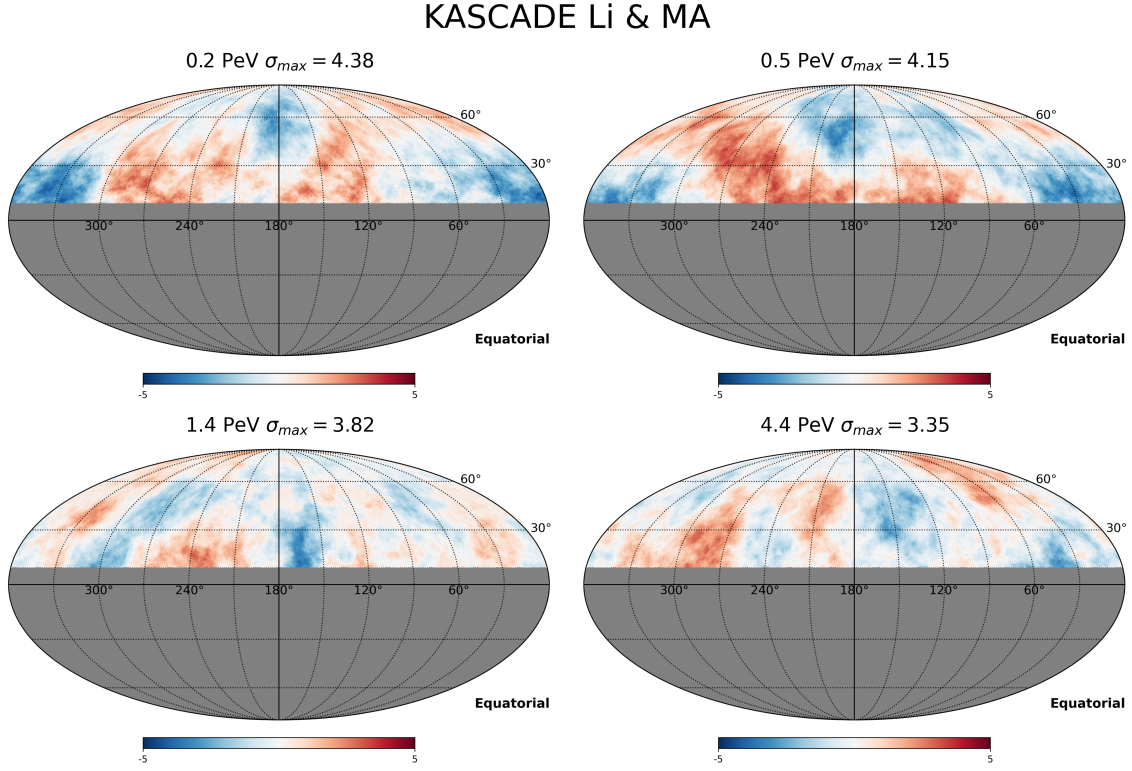 KASCADE Li & MA
0.2 PeV σmax = 4.38
0.5 PeV σmax = 4.15
60°
30°
300° 240° 180° 120° 60°
Equatorial
-5 5
60°
30°
300° 240° 180° 120° 60°
Equatorial
-5 5
1.4 PeV σmax = 3.82
4.4 PeV σmax = 3.35
60°
30°
300° 240° 180° 120° 60°
Equatorial
-5 5
60°
30°
300° 240° 180° 120° 60°
Equatorial
-5 5